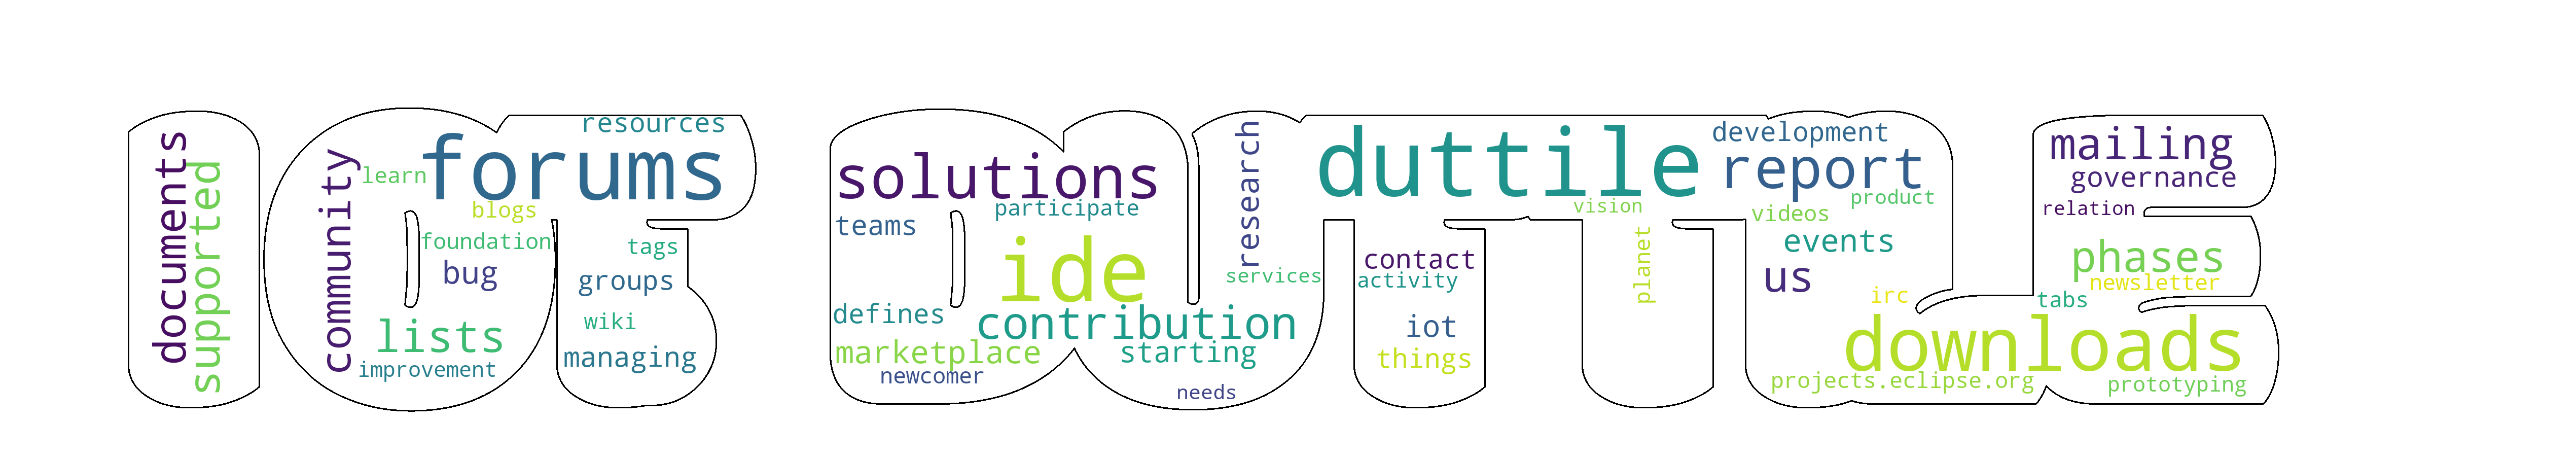 documents
supported
community
learn
forums
resources
blogs
foundation
bug
lists
improvement
tags
groups
wiki
managing
solutions
teams
participate
ide
defines
contribution
marketplace
starting
newcomer
needs
research
services
duttile
vision
planet
contact
activity
iot
things
development
report
product
videos
events
us
irc
downloads
projects.eclipse.org
mailing
governance
relation
phases
newsletter
tabs
prototyping